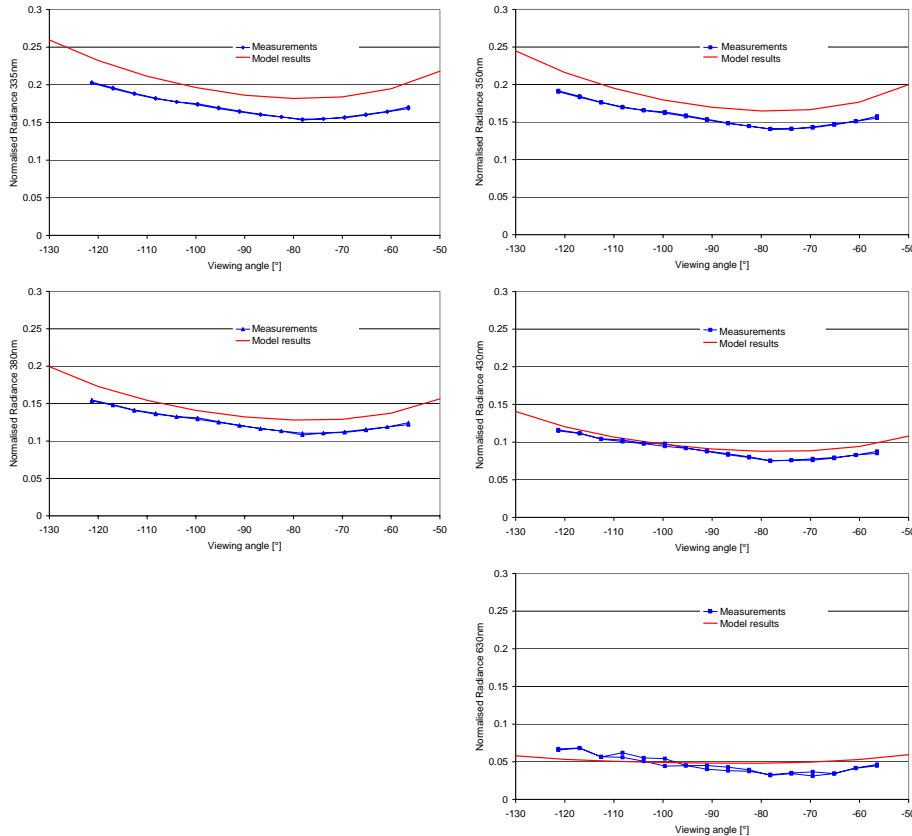 Normalised Radiance 335nm
0.3
0.25
0.2
0.15
0.1
0.05
0
Measurements
Model results
-130 -120 -110 -100 -90 -80 -70 -60 -50
Viewing angle [°]
Normalised Radiance 350nm
0.3
0.25
0.2
0.15
0.1
0.05
0
Measurements
Model results
-130 -120 -110 -100 -90 -80 -70 -60 -50
Viewing angle [°]
Normalised Radiance 380nm
0.3
0.25
0.2
0.15
0.1
0.05
0
Measurements
Model results
-130 -120 -110 -100 -90 -80 -70 -60 -50
Viewing angle [°]
Normalised Radiance 430nm
0.3
0.25
0.2
0.15
0.1
0.05
0
Measurements
Model results
-130 -120 -110 -100 -90 -80 -70 -60 -50
Viewing angle [°]
Normalised Radiance 630nm
0.3
0.25
0.2
0.15
0.1
0.05
0
Measurements
Model results
-130 -120 -110 -100 -90 -80 -70 -60 -50
Viewing angle [°]